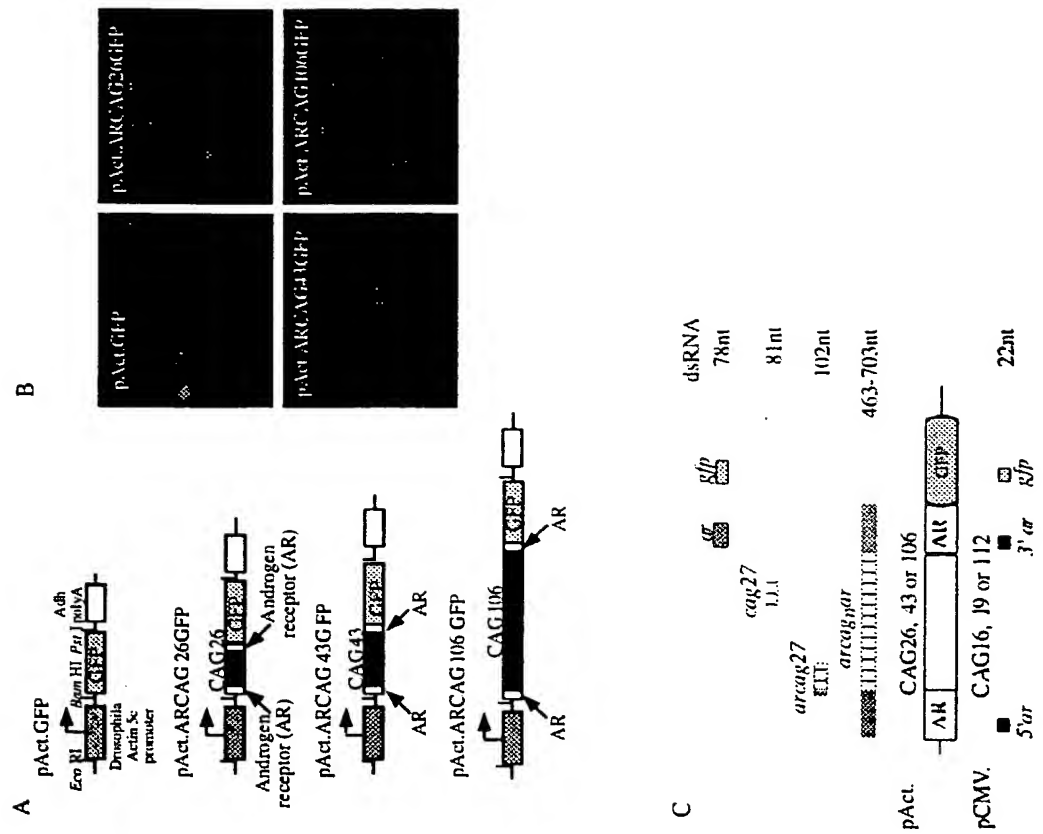 A
pAct.GFP
Eco RI
Bam HI
Pst I
Adh
polyA
GFP
Drosophila
Actin 5c
promoter
pAct.ARCAG 26GFP
CAG26
GFP
Androgen
receptor (AR)
Androgen
receptor (AR)
pAct.ARCAG 43GFP
CAG43
GFP
AR
AR
pAct.ARCAG 106 GFP
CAG106
GFP
AR
AR
B
pAct.GFP
pAct.ARCAG26GFP
pAct.ARCAG43GFP
pAct.ARCAG106GFP
C
dsRNA
ar
gfp
78nt
cag27
81nt
arcag27
102nt
arcagnar
463-703nt
pAct.
CAG26, 43 or 106
AR
AR
GFP
pCMV.
CAG16, 19 or 112
5'ar
3' ar
gfp
22nt